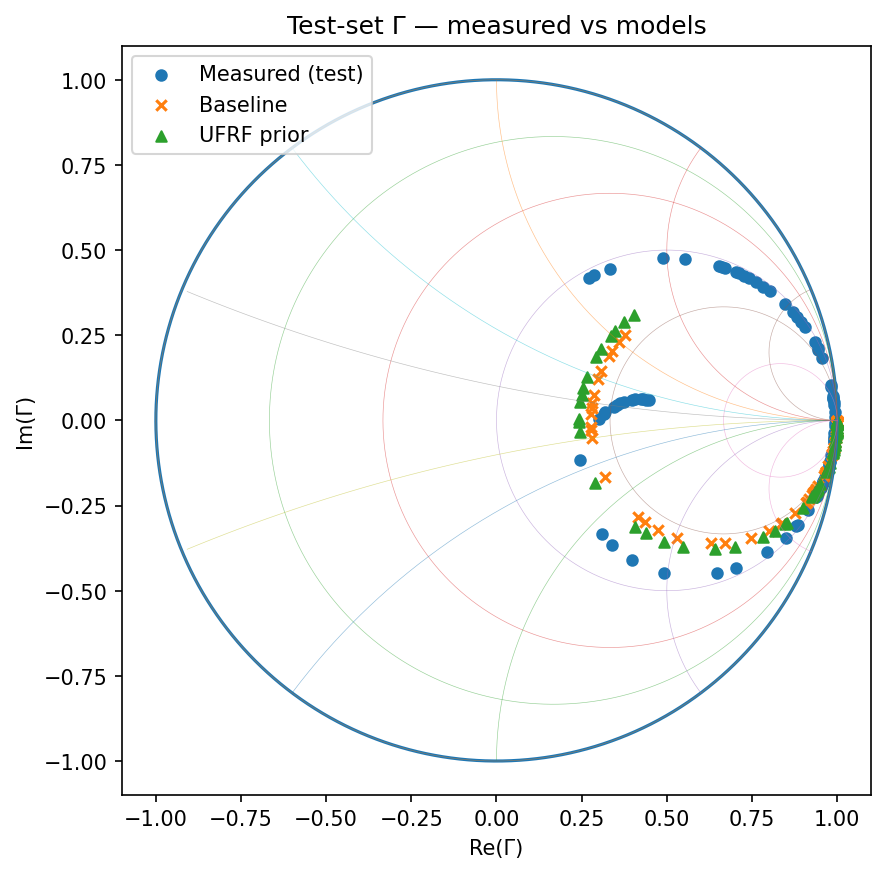 Test-set Γ — measured vs models
Measured (test)
Baseline
UFRF prior
1.00
0.75
0.50
0.25
0.00
−0.25
−0.50
−0.75
−1.00
Im(Γ)
−1.00 −0.75 −0.50 −0.25 0.00 0.25 0.50 0.75 1.00
Re(Γ)